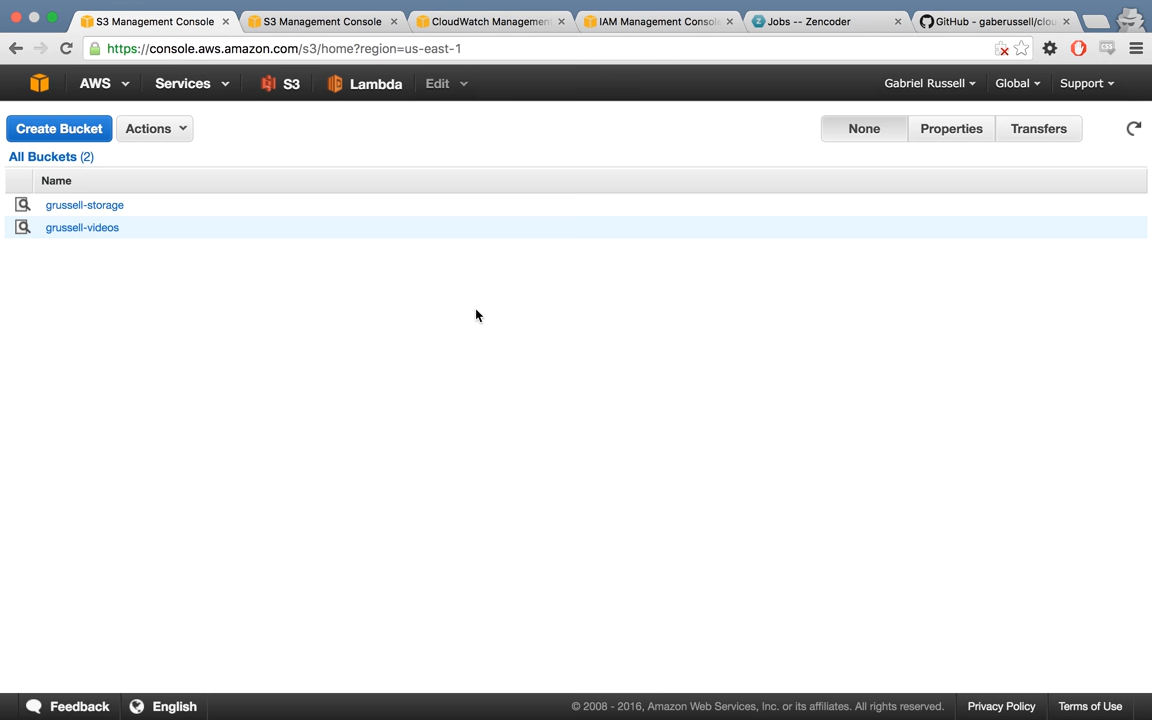 S3 Management Console
S3 Management Console
CloudWatch Management
IAM Management Console
Jobs -- Zencoder
GitHub - gaberussell/clou
https://console.aws.amazon.com/s3/home?region=us-east-1
CSS
AWS
Services
S3
Lambda
Edit
Gabriel Russell
Global
Support
Create Bucket
Actions
None
Properties
Transfers
All Buckets (2)
Name
grussell-storage
grussell-videos
Feedback
English
© 2008 - 2016, Amazon Web Services, Inc. or its affiliates. All rights reserved.
Privacy Policy
Terms of Use